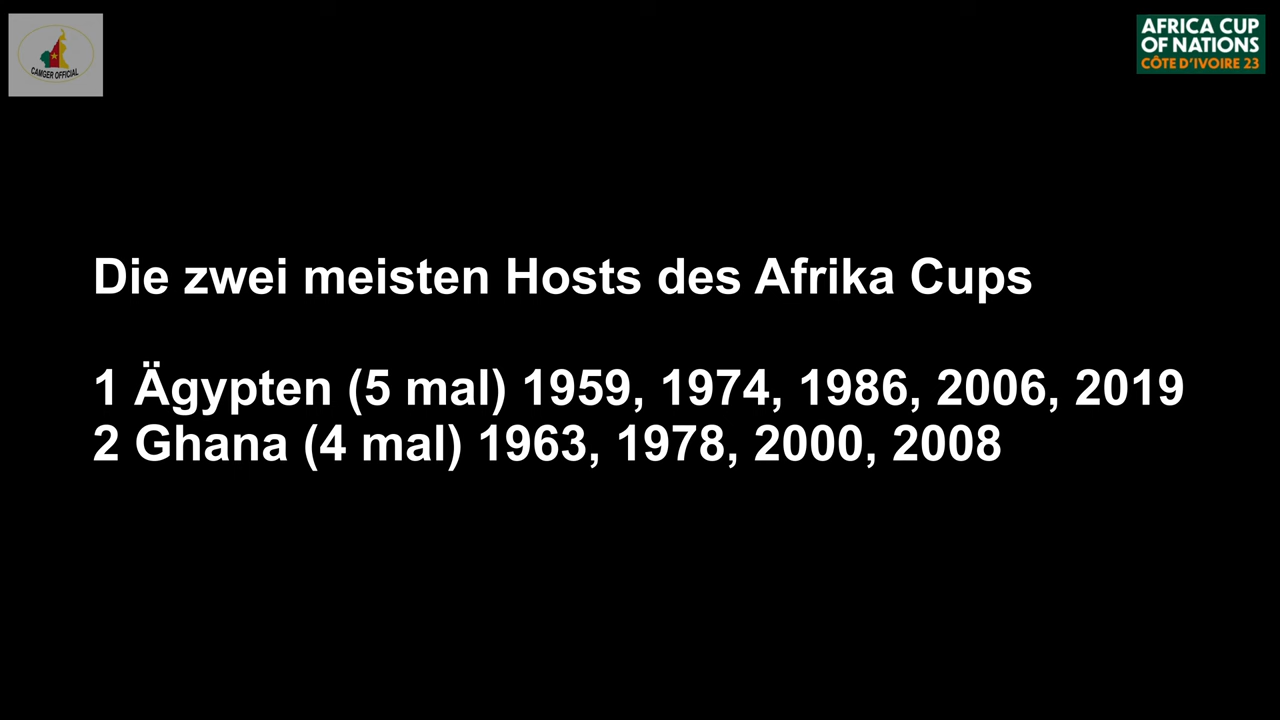 CAMGER OFFICIAL
AFRICA CUP
OF NATIONS
CÔTE D'IVOIRE 23
Die zwei meisten Hosts des Afrika Cups
1 Ägypten (5 mal) 1959, 1974, 1986, 2006, 2019
2 Ghana (4 mal) 1963, 1978, 2000, 2008